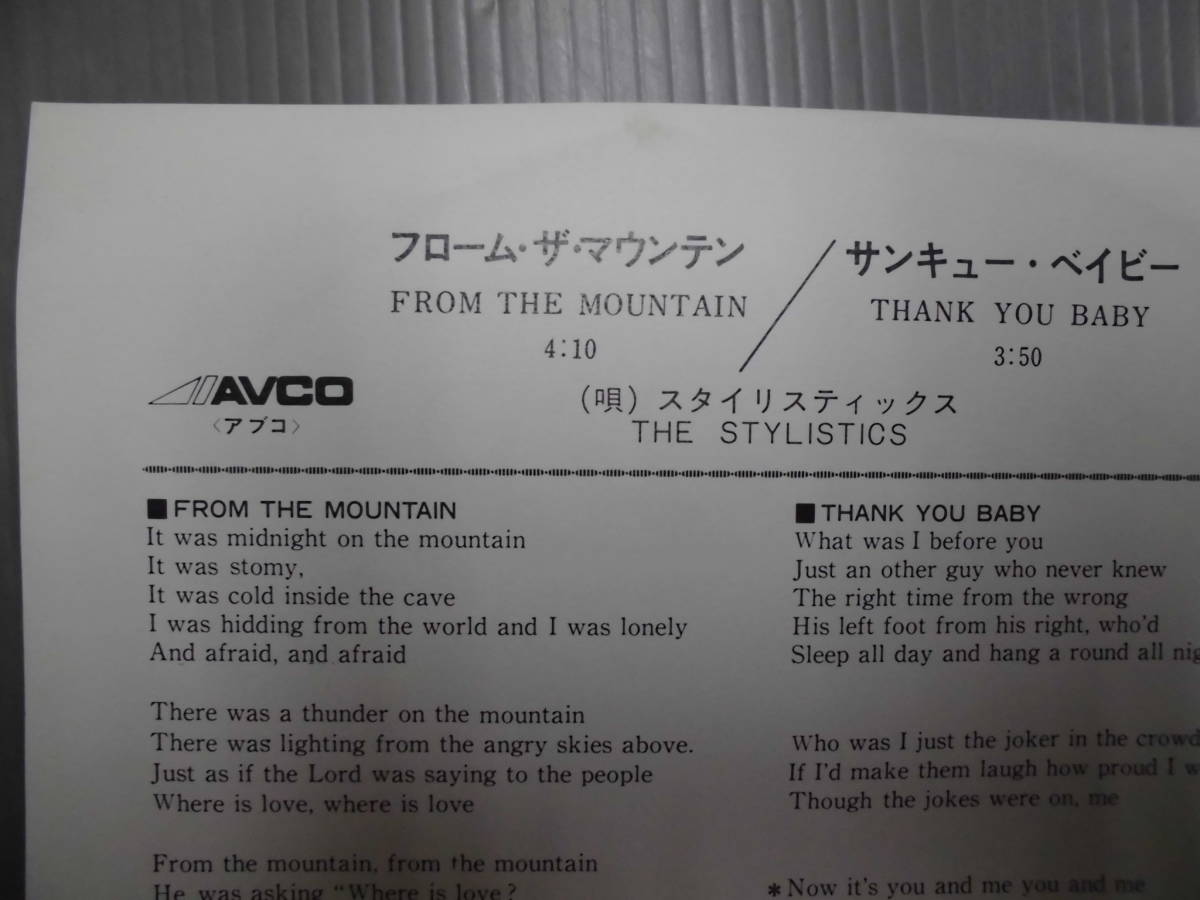 フローム・ザ・マウンテン
FROM THE MOUNTAIN
4:10
サンキュー・ベイビー
THANK YOU BABY
3:50
AVCO
〈アブコ〉
(唄) スタイリスティックス
THE STYLISTICS
■FROM THE MOUNTAIN
It was midnight on the mountain
It was stomy,
It was cold inside the cave
I was hidding from the world and I was lonely
And afraid, and afraid
There was a thunder on the mountain
There was lighting from the angry skies above.
Just as if the Lord was saying to the people
Where is love, where is love
From the mountain, from the mountain
He was asking "Where is love?
■THANK YOU BABY
What was I before you
Just an other guy who never knew
The right time from the wrong
His left foot from his right, who'd
Sleep all day and hang a round all
Who was I just the joker in the crowd
If I'd make them laugh how proud I
Though the jokes were on, me
*Now it's you and me you and me